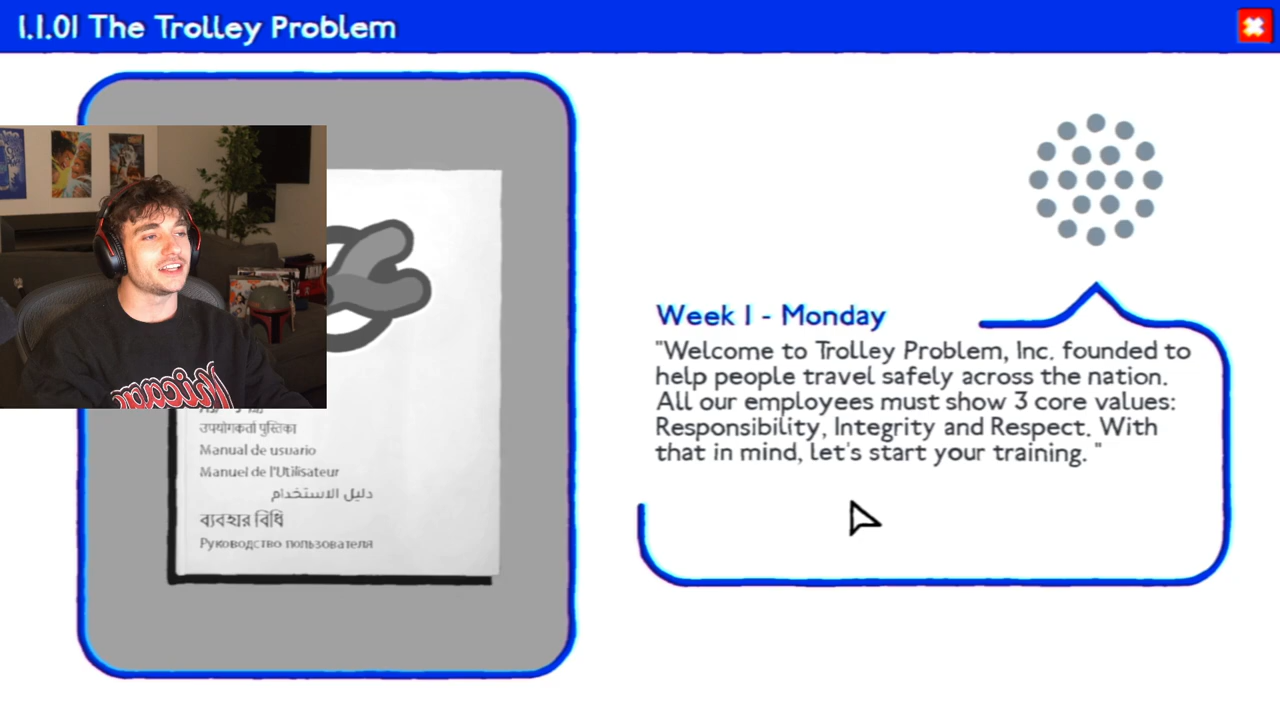 1.1.01 The Trolley Problem
Week 1 - Monday
"Welcome to Trolley Problem, Inc. founded to
help people travel safely across the nation.
All our employees must show 3 core values:
Responsibility, Integrity and Respect. With
that in mind, let's start your training. "
उपयोगकर्ता पुस्तिका
Manual de usuario
Manuel de l'Utilisateur
دليل الاستخدام
ব্যবহার বিধি
Руководство пользователя